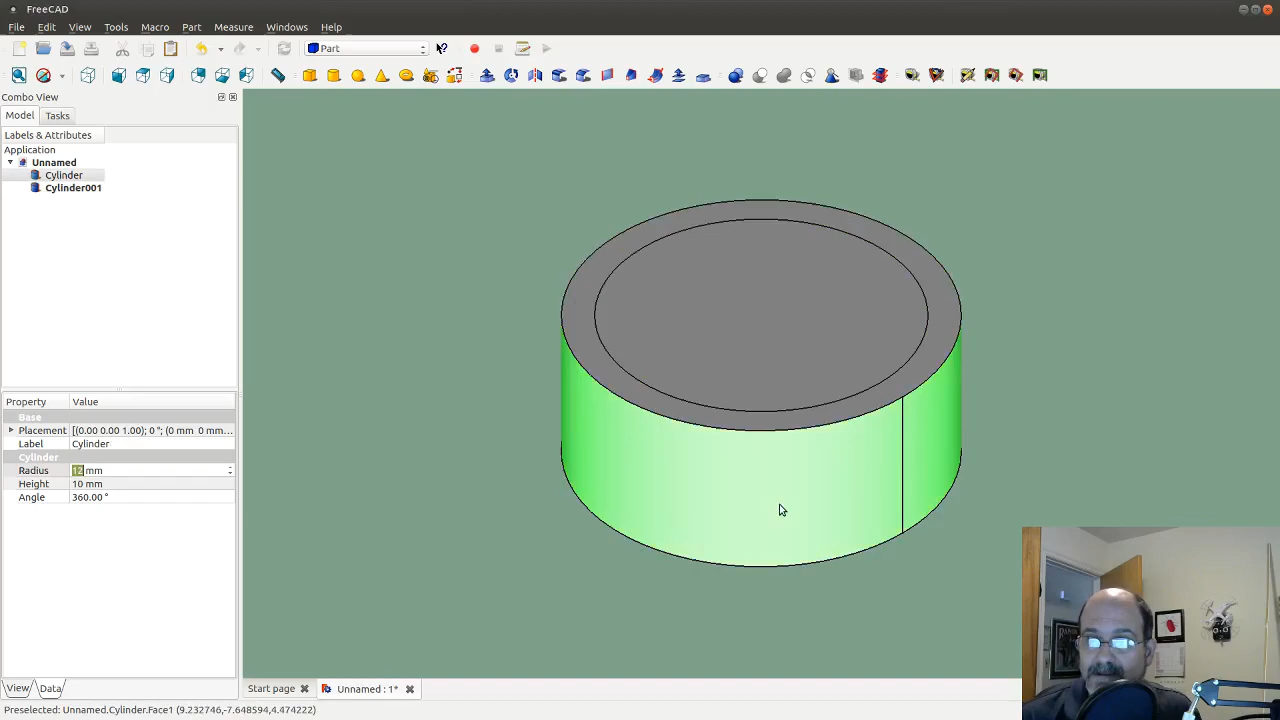 FreeCAD
File Edit View Tools Macro Part Measure Windows Help
Part
Combo View
Model Tasks
Labels & Attributes
Application
Unnamed
Cylinder
Cylinder001
Property Value
Base
Placement [(0.00 0.00 1.00); 0 °; (0 mm 0 mm...
Label Cylinder
Cylinder
Radius 12 mm
Height 10 mm
Angle 360.00 °
View Data
Start page Unnamed : 1*
Preselected: Unnamed.Cylinder.Face1 (9.232746,-7.648594,4.474222)